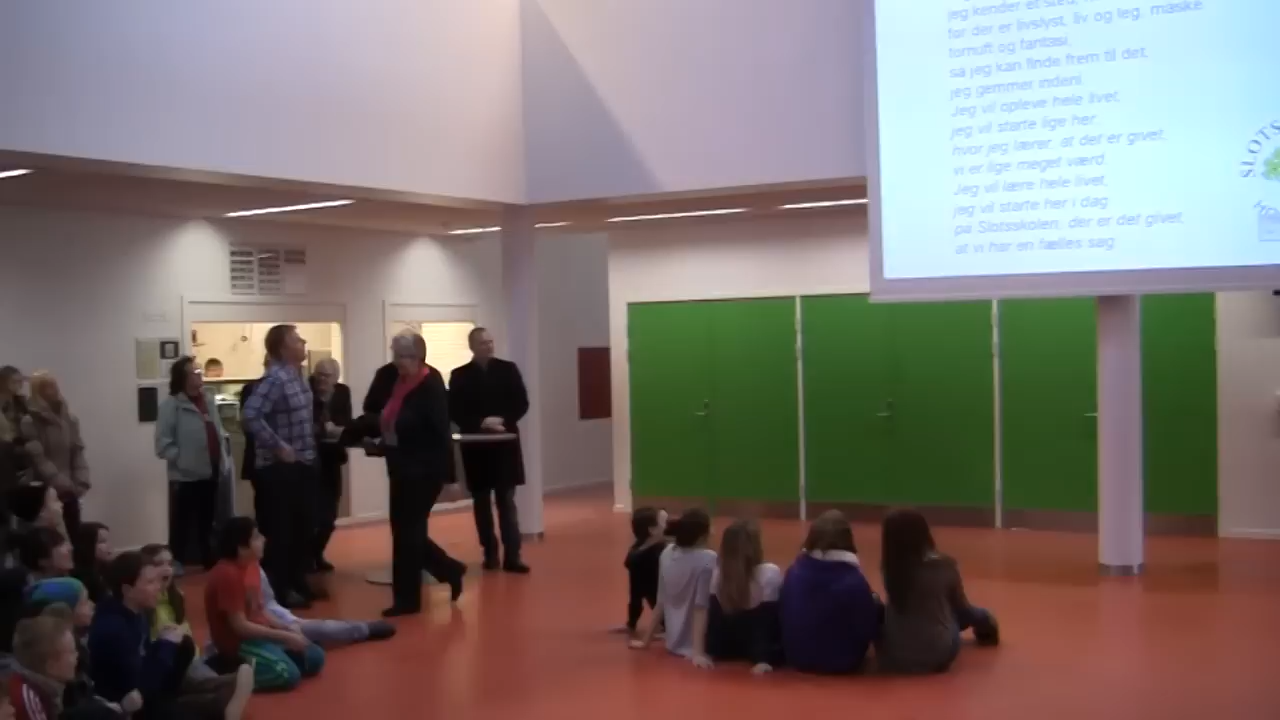 jeg kender et sted,
for der er livslyst, liv og leg, måske
fornuft og fantasi,
så jeg kan finde frem til det,
jeg gemmer indeni.
Jeg vil opleve hele livet,
jeg vil starte lige her,
hvor jeg lærer, at det er givet,
vi er lige meget værd.
Jeg vil lære hele livet,
jeg vil starte her i dag
på Slotsskolen, der er det givet,
at vi har en fælles sag
SLOTS